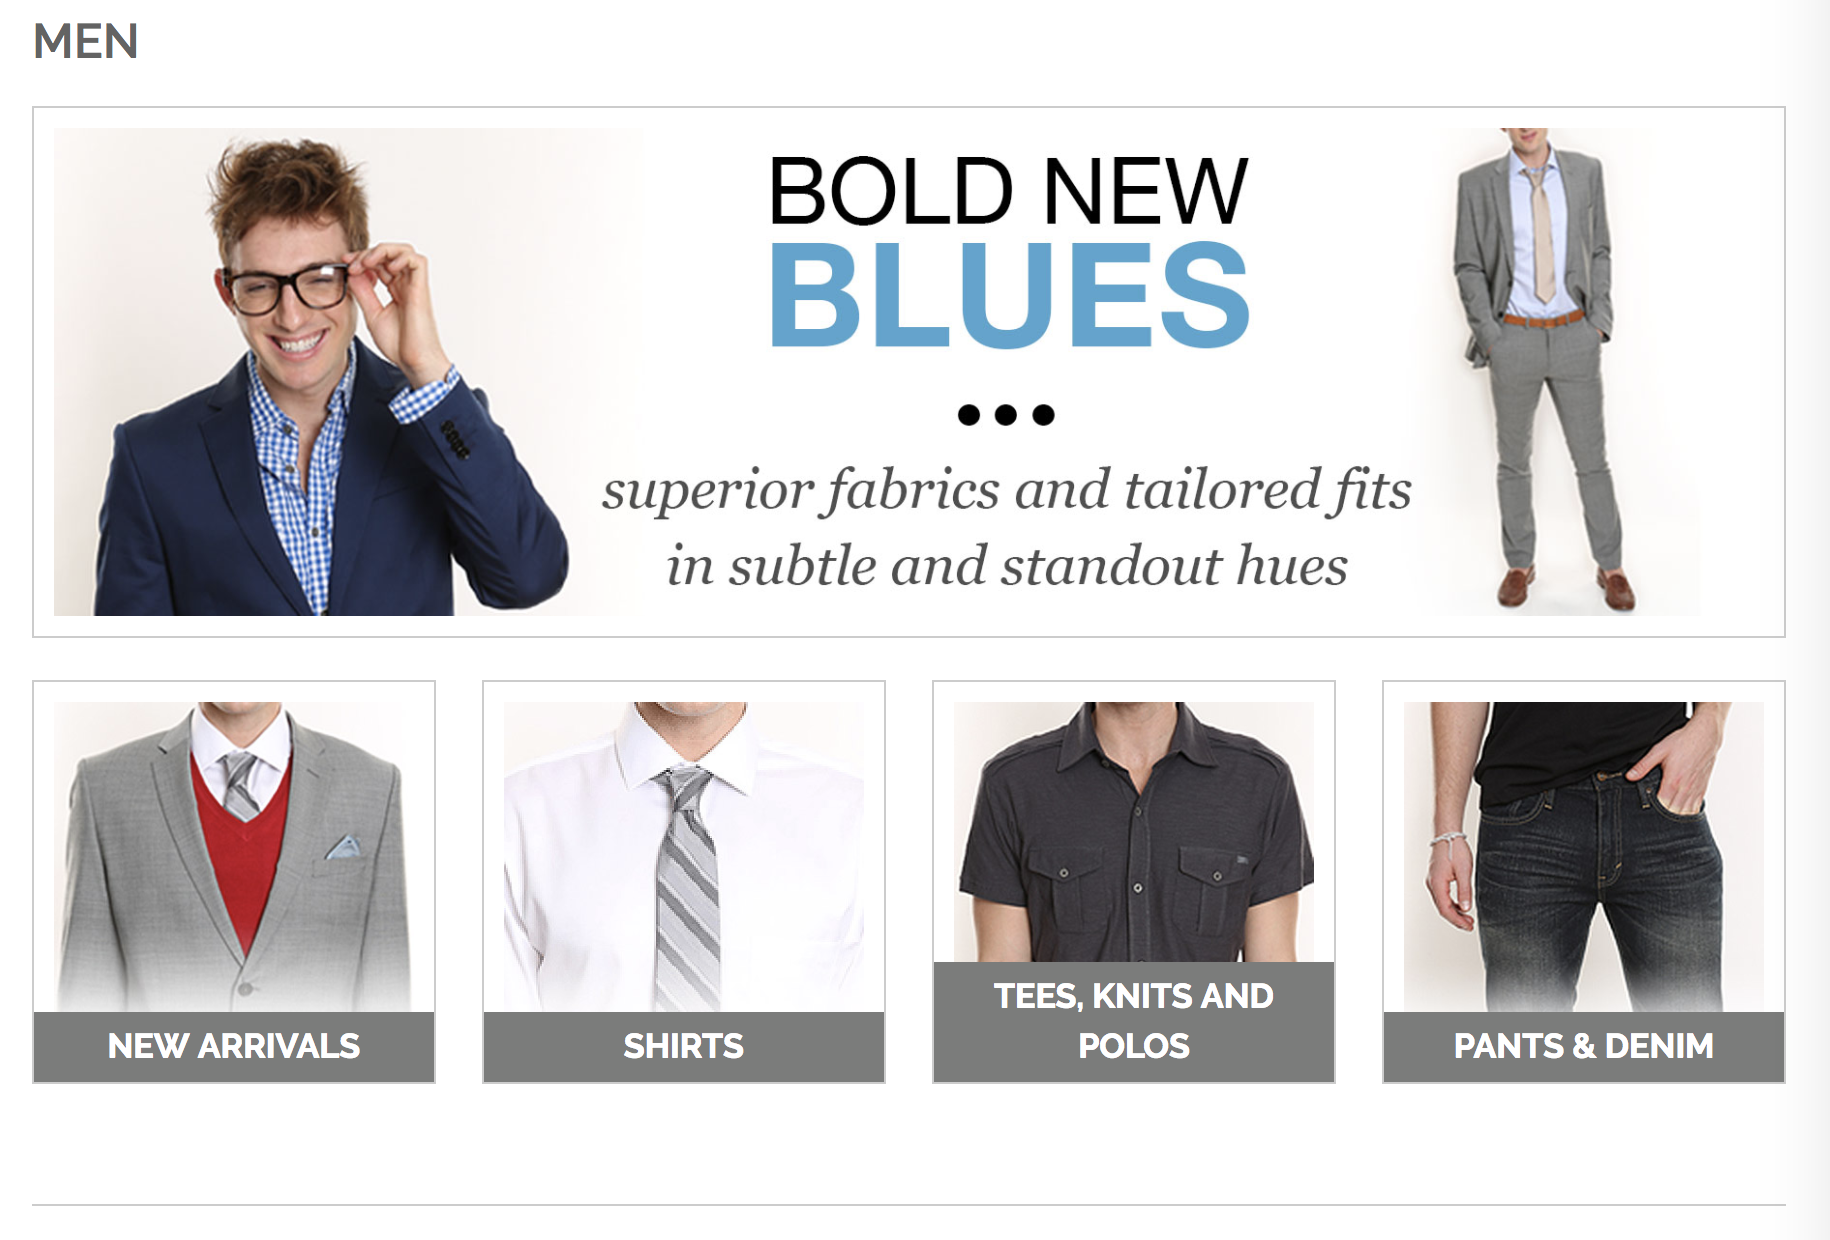 MEN
BOLD NEW
BLUES
•••
superior fabrics and tailored fits
in subtle and standout hues
NEW ARRIVALS
SHIRTS
TEES, KNITS AND
POLOS
PANTS & DENIM